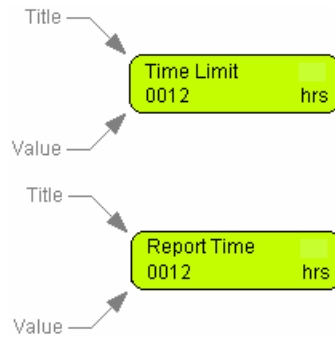 Title
Time Limit
0012 hrs
Value
Title
Report Time
0012 hrs
Value